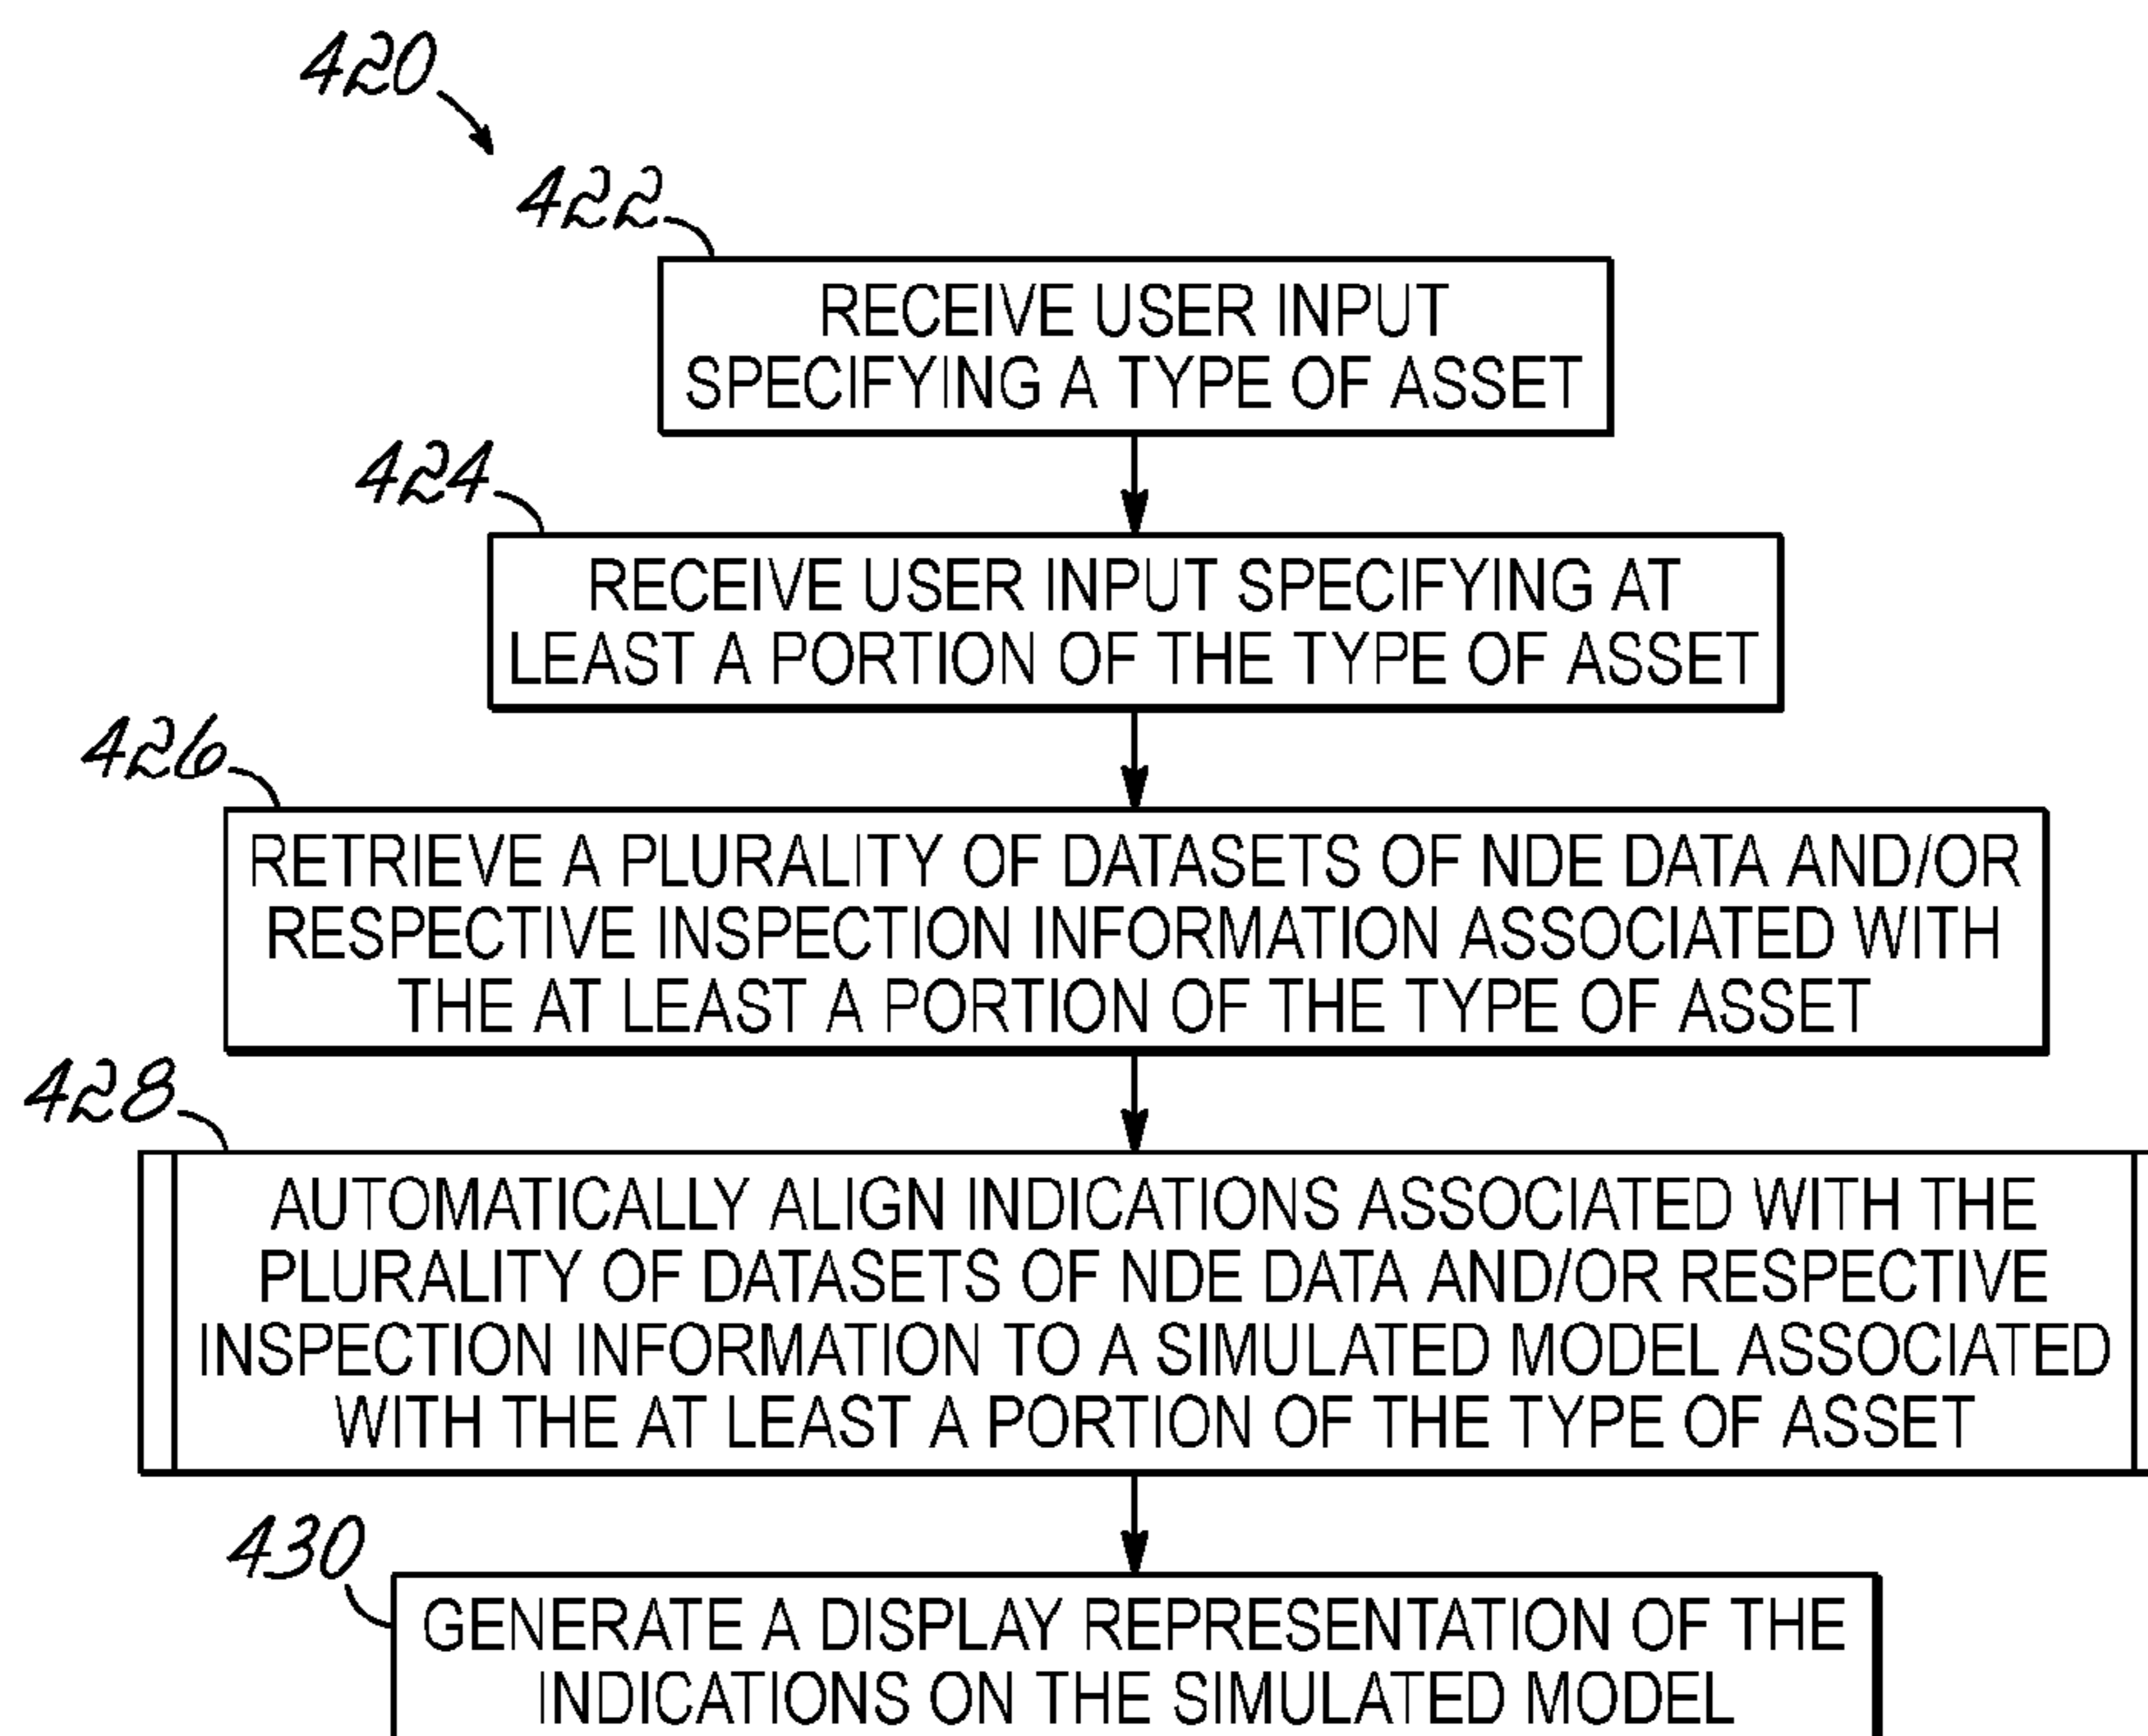 420
422
RECEIVE USER INPUT
SPECIFYING A TYPE OF ASSET
424
RECEIVE USER INPUT SPECIFYING AT
LEAST A PORTION OF THE TYPE OF ASSET
426
RETRIEVE A PLURALITY OF DATASETS OF NDE DATA AND/OR
RESPECTIVE INSPECTION INFORMATION ASSOCIATED WITH
THE AT LEAST A PORTION OF THE TYPE OF ASSET
428
AUTOMATICALLY ALIGN INDICATIONS ASSOCIATED WITH THE
PLURALITY OF DATASETS OF NDE DATA AND/OR RESPECTIVE
INSPECTION INFORMATION TO A SIMULATED MODEL ASSOCIATED
WITH THE AT LEAST A PORTION OF THE TYPE OF ASSET
430
GENERATE A DISPLAY REPRESENTATION OF THE
INDICATIONS ON THE SIMULATED MODEL